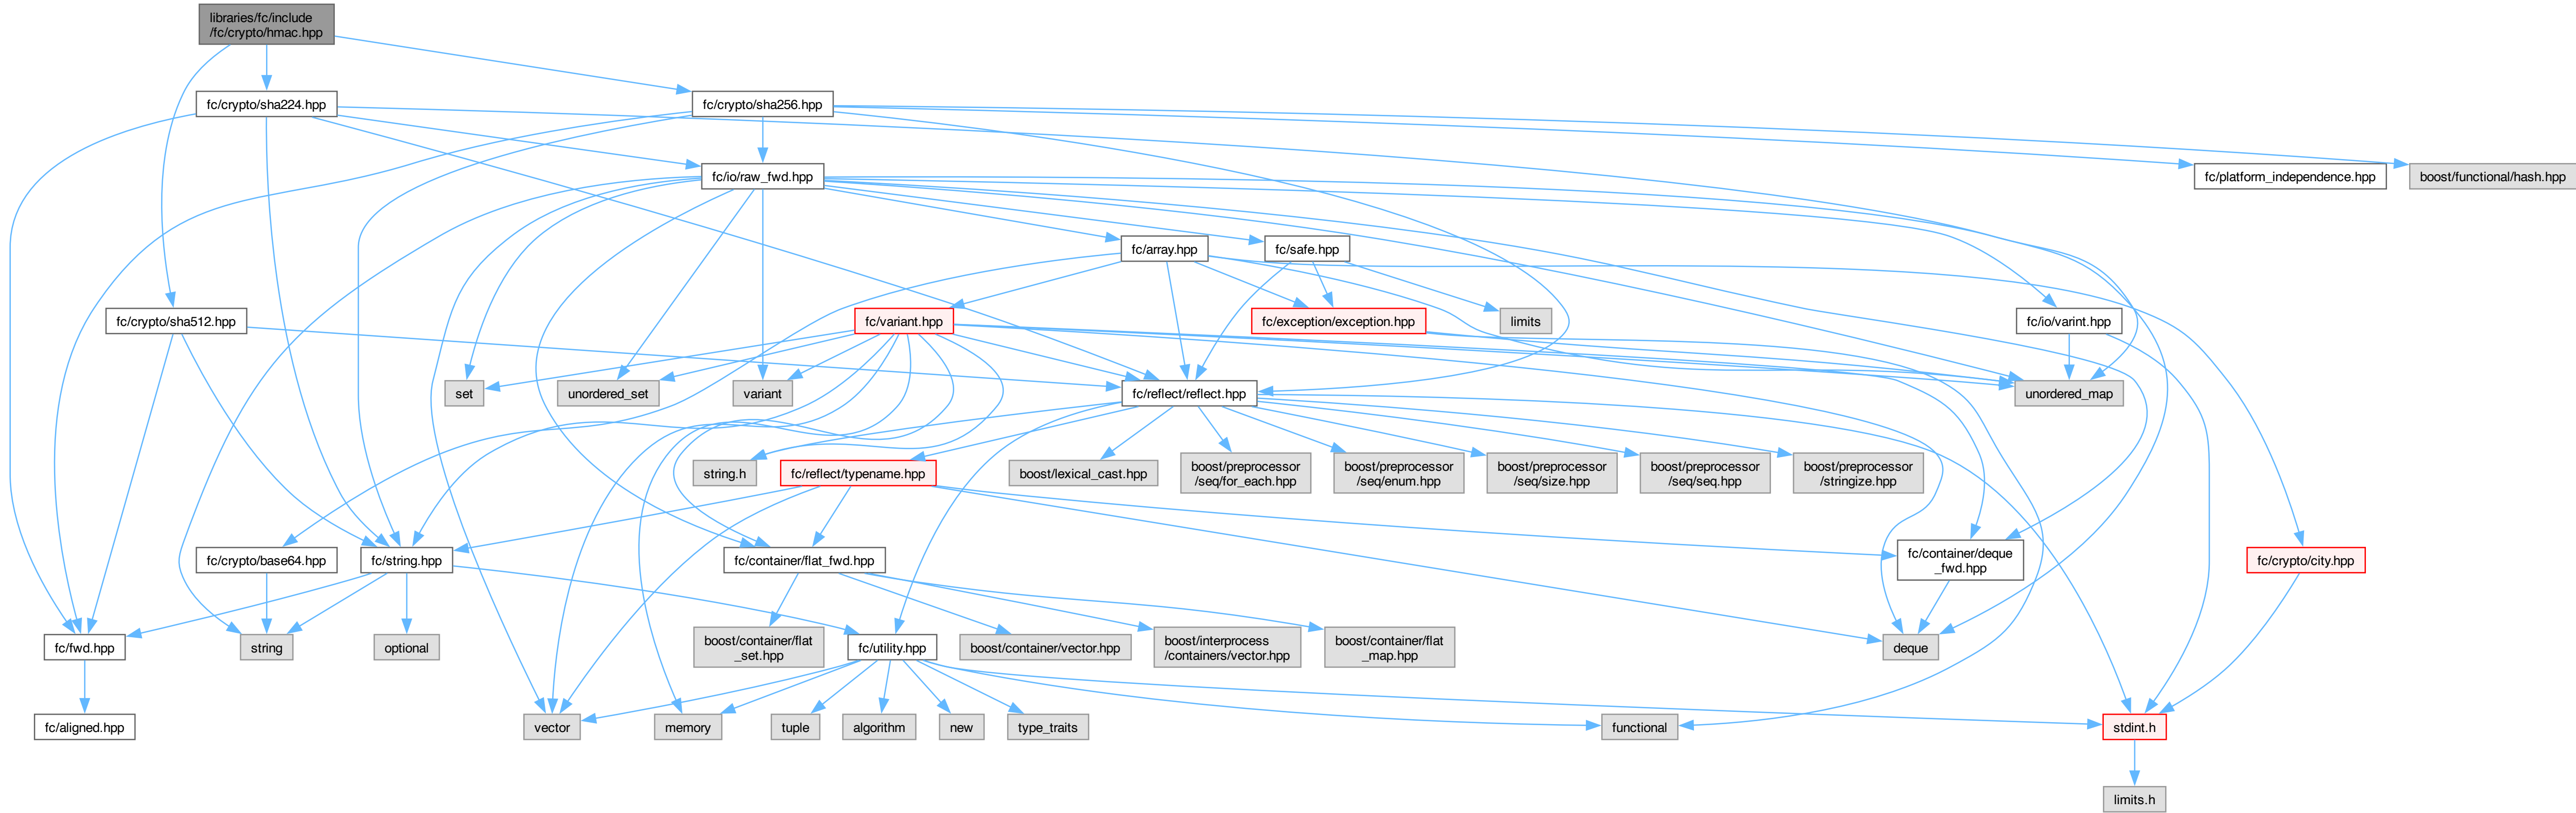 libraries/fc/include
/fc/crypto/hmac.hpp
fc/crypto/sha224.hpp
fc/crypto/sha256.hpp
fc/io/raw_fwd.hpp
fc/platform_independence.hpp
boost/functional/hash.hpp
fc/array.hpp
fc/safe.hpp
fc/crypto/sha512.hpp
fc/variant.hpp
fc/exception/exception.hpp
limits
fc/io/varint.hpp
set
unordered_set
variant
fc/reflect/reflect.hpp
unordered_map
string.h
fc/reflect/typename.hpp
boost/lexical_cast.hpp
boost/preprocessor
/seq/for_each.hpp
boost/preprocessor
/seq/enum.hpp
boost/preprocessor
/seq/size.hpp
boost/preprocessor
/seq/seq.hpp
boost/preprocessor
/stringize.hpp
fc/crypto/base64.hpp
fc/string.hpp
fc/container/flat_fwd.hpp
fc/container/deque
_fwd.hpp
fc/crypto/city.hpp
fc/fwd.hpp
string
optional
boost/container/flat
_set.hpp
fc/utility.hpp
boost/container/vector.hpp
boost/interprocess
/containers/vector.hpp
boost/container/flat
_map.hpp
deque
fc/aligned.hpp
vector
memory
tuple
algorithm
new
type_traits
functional
stdint.h
limits.h